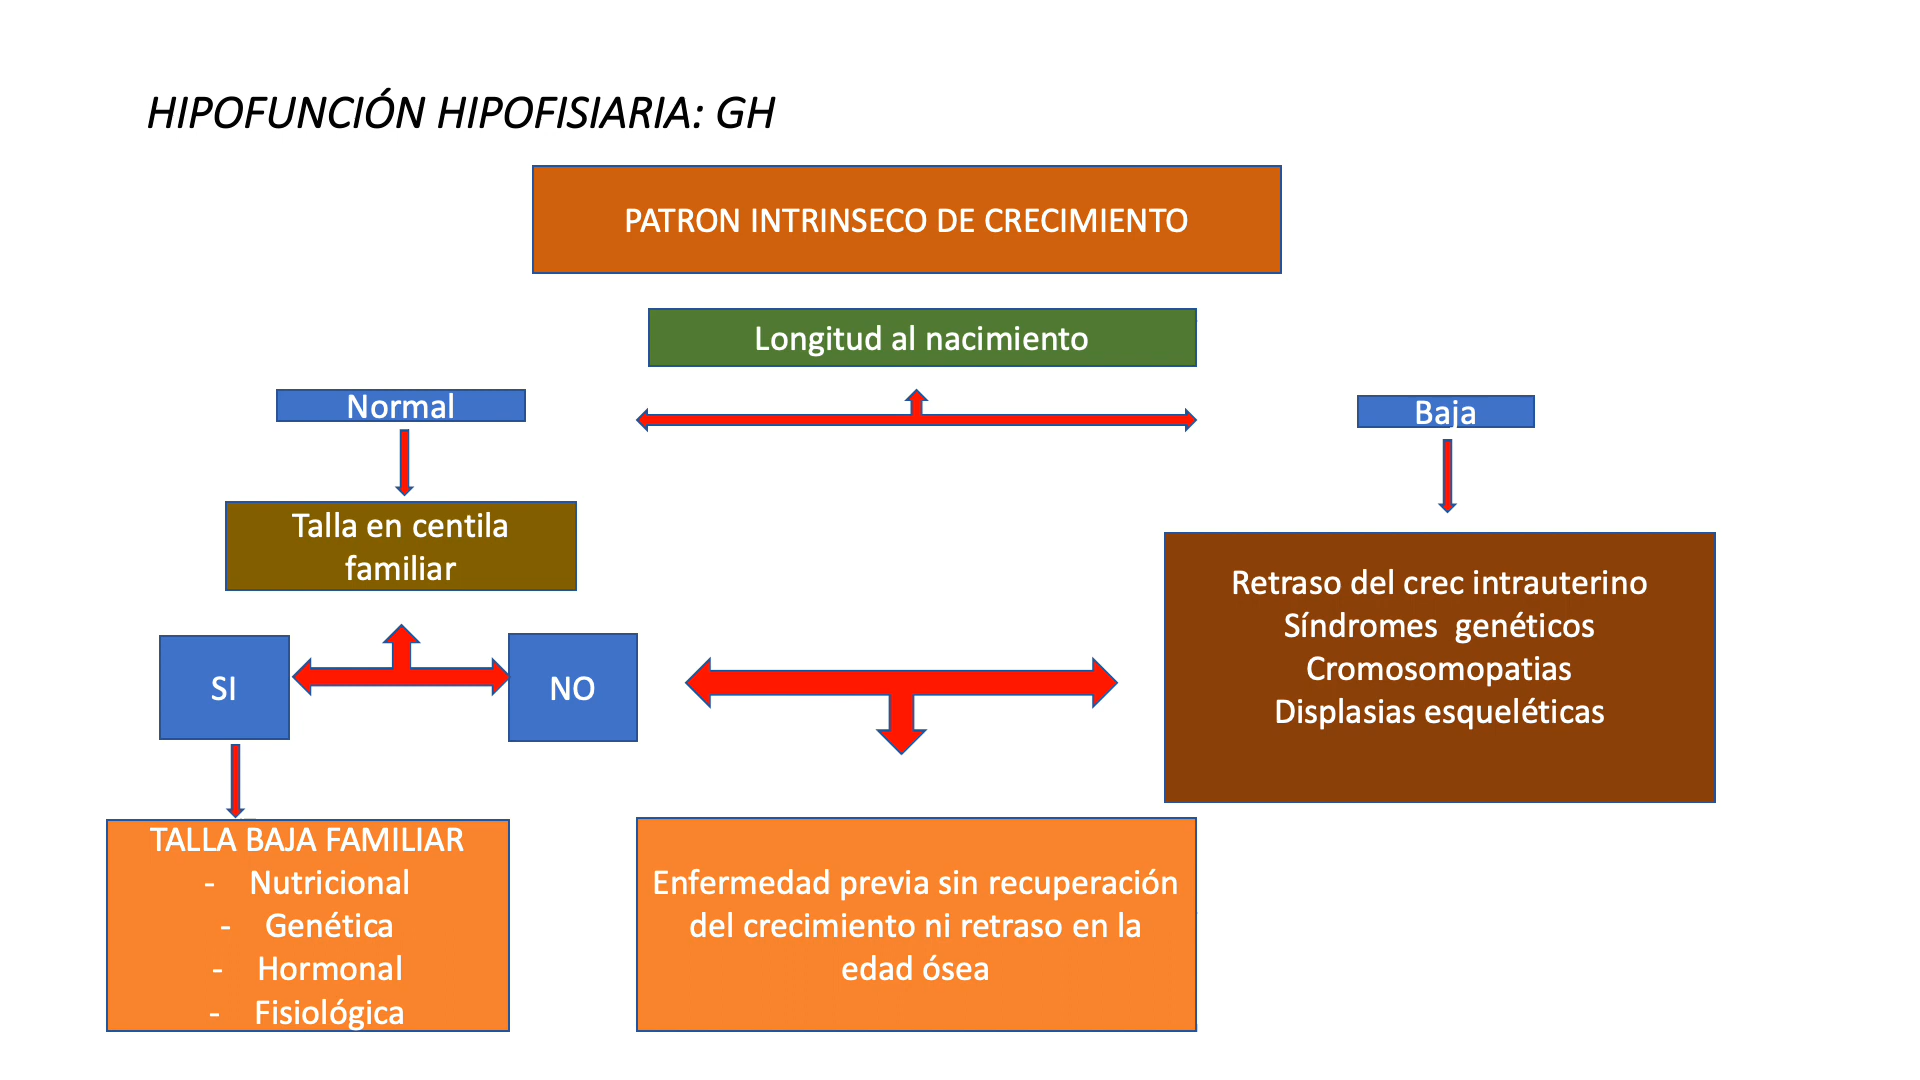 HIPOFUNCIÓN HIPOFISIARIA: GH
PATRON INTRINSECO DE CRECIMIENTO
Longitud al nacimiento
Normal
Baja
Talla en centila
familiar
Retraso del crec intrauterino
Síndromes  genéticos
Cromosomopatias
Displasias esqueléticas
SI
NO
TALLA BAJA FAMILIAR
- Nutricional
- Genética
- Hormonal
- Fisiológica
Enfermedad previa sin recuperación
del crecimiento ni retraso en la
edad ósea